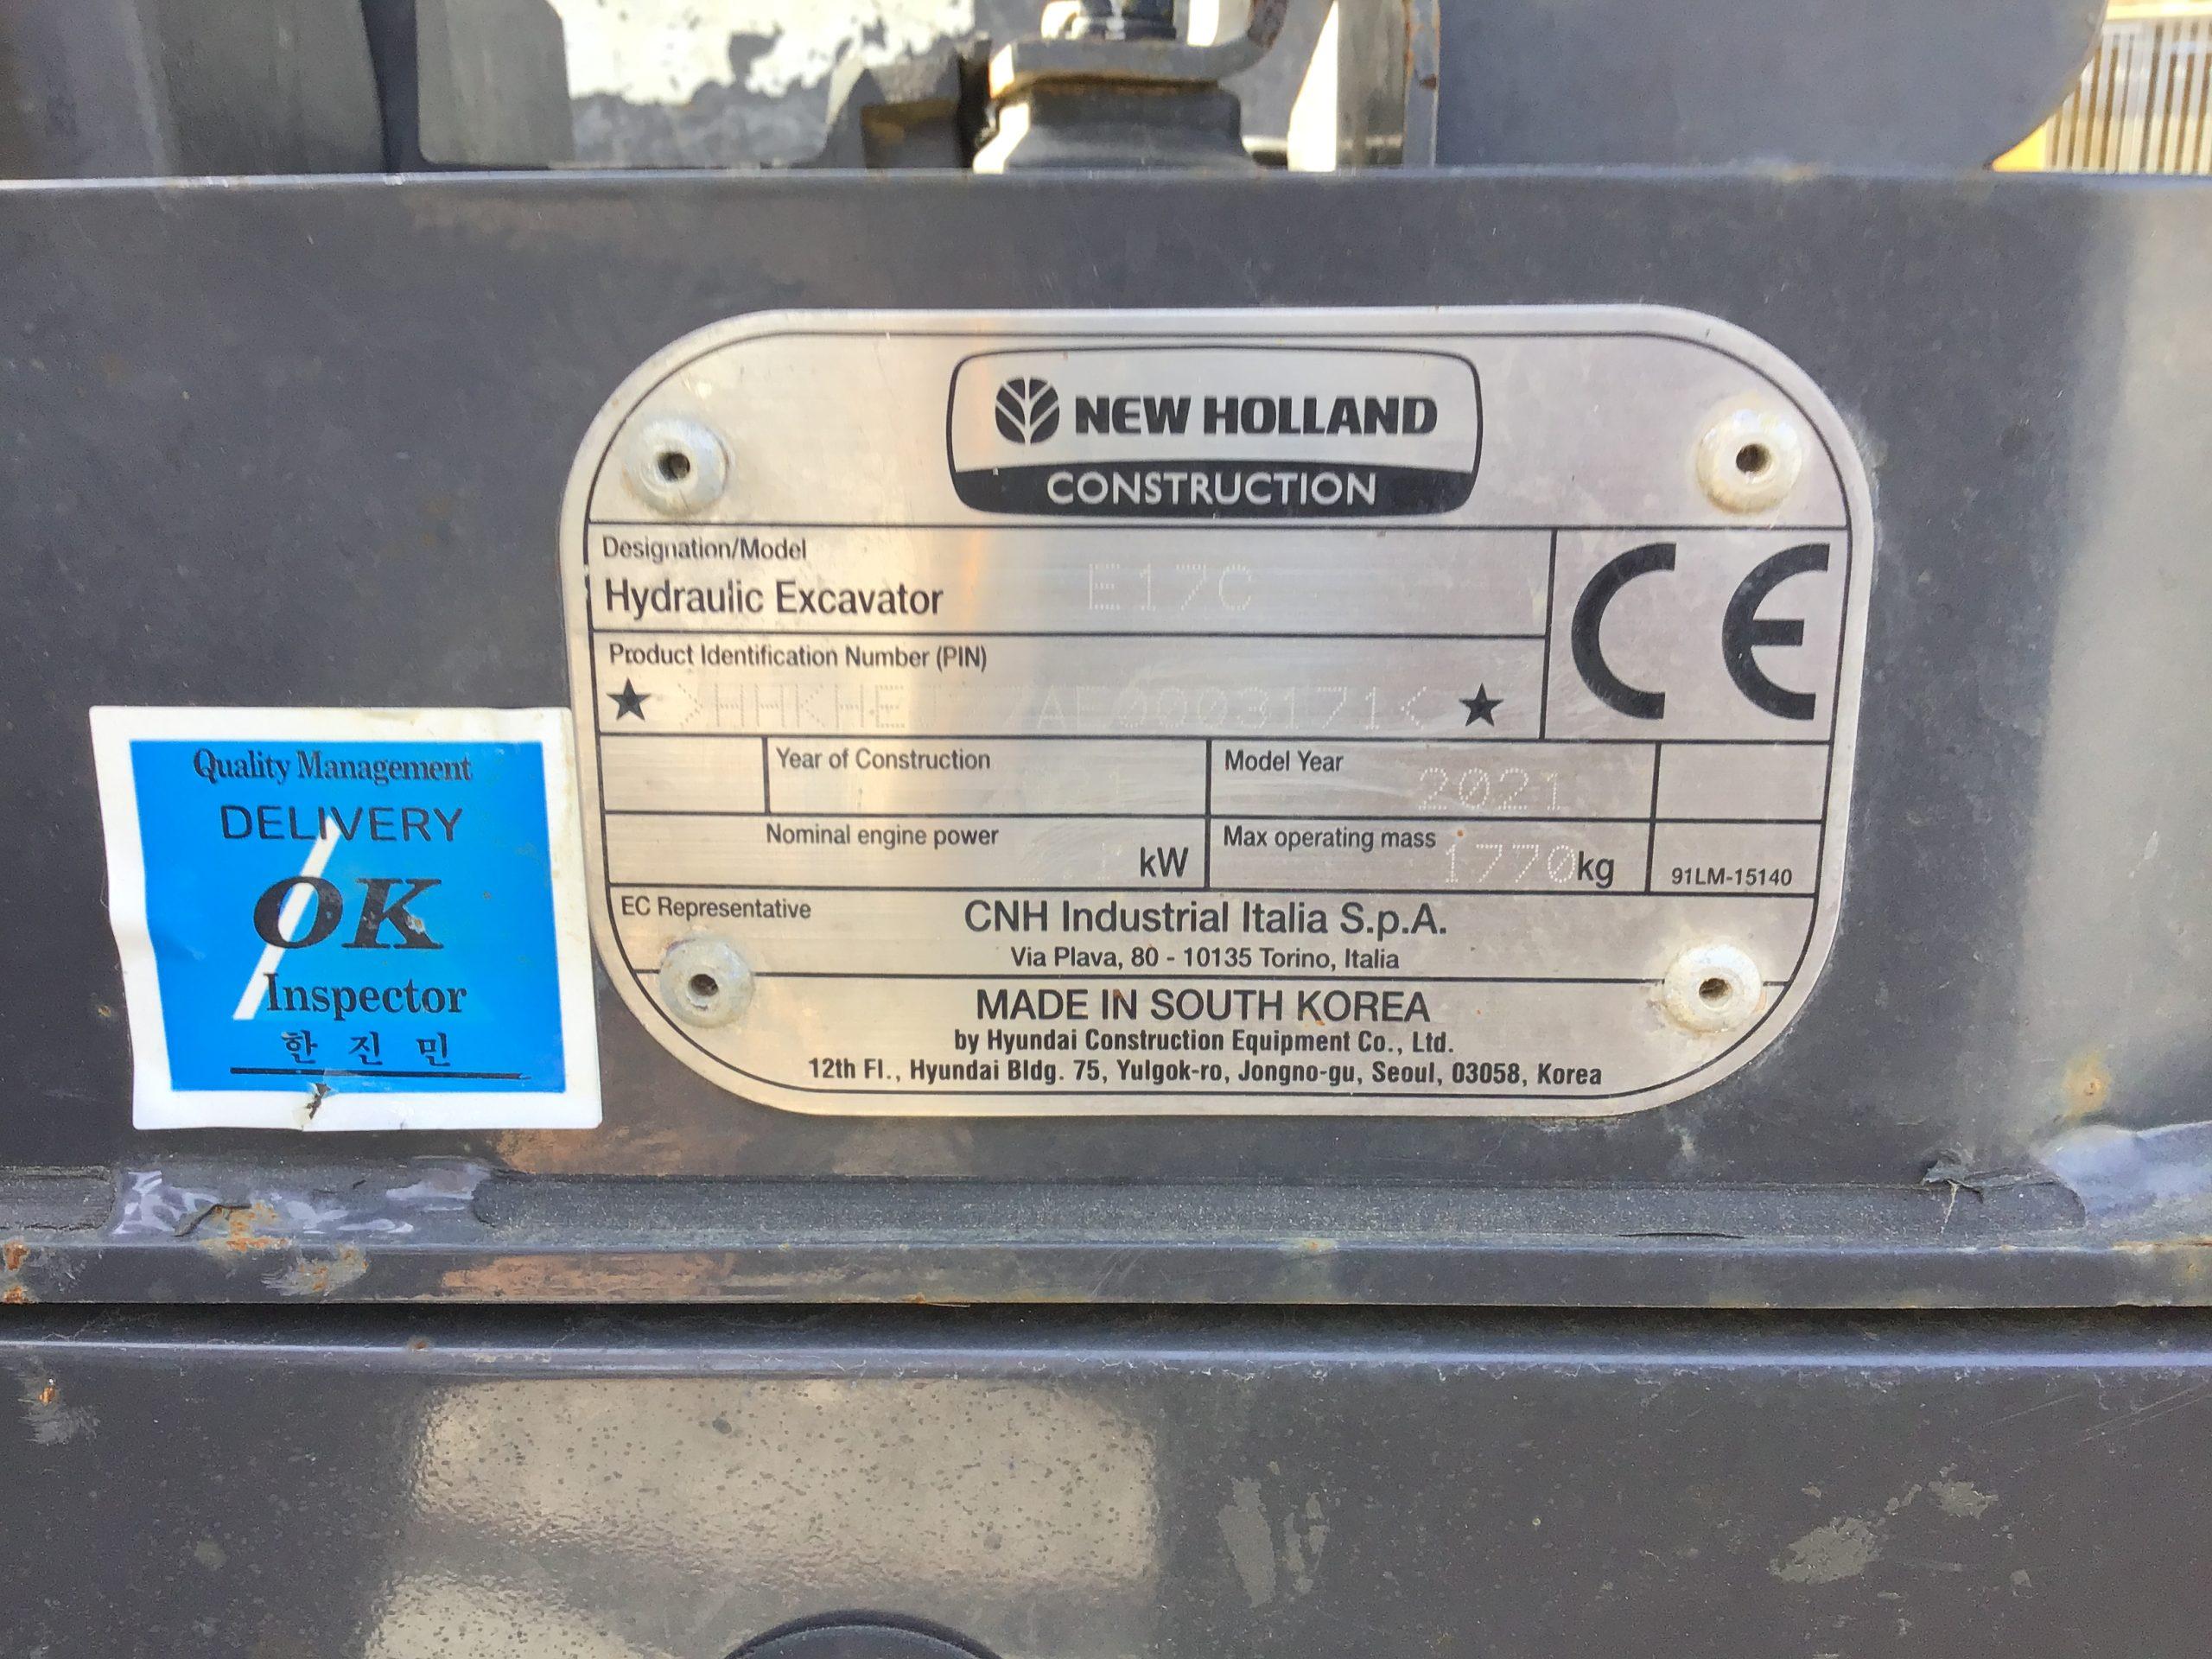 NEW HOLLAND
CONSTRUCTION
Designation/Model
Hydraulic Excavator E17C
Product Identification Number (PIN)
Year of Construction
Model Year 2021
Nominal engine power kW
Max operating mass 1770kg
91LM-15140
EC Representative
CNH Industrial Italia S.p.A.
Via Plava, 80 - 10135 Torino, Italia
MADE IN SOUTH KOREA
by Hyundai Construction Equipment Co., Ltd.
12th Fl., Hyundai Bldg. 75, Yulgok-ro, Jongno-gu, Seoul, 03058, Korea
CE
Quality Management
DELIVERY
OK
Inspector
한 진 민